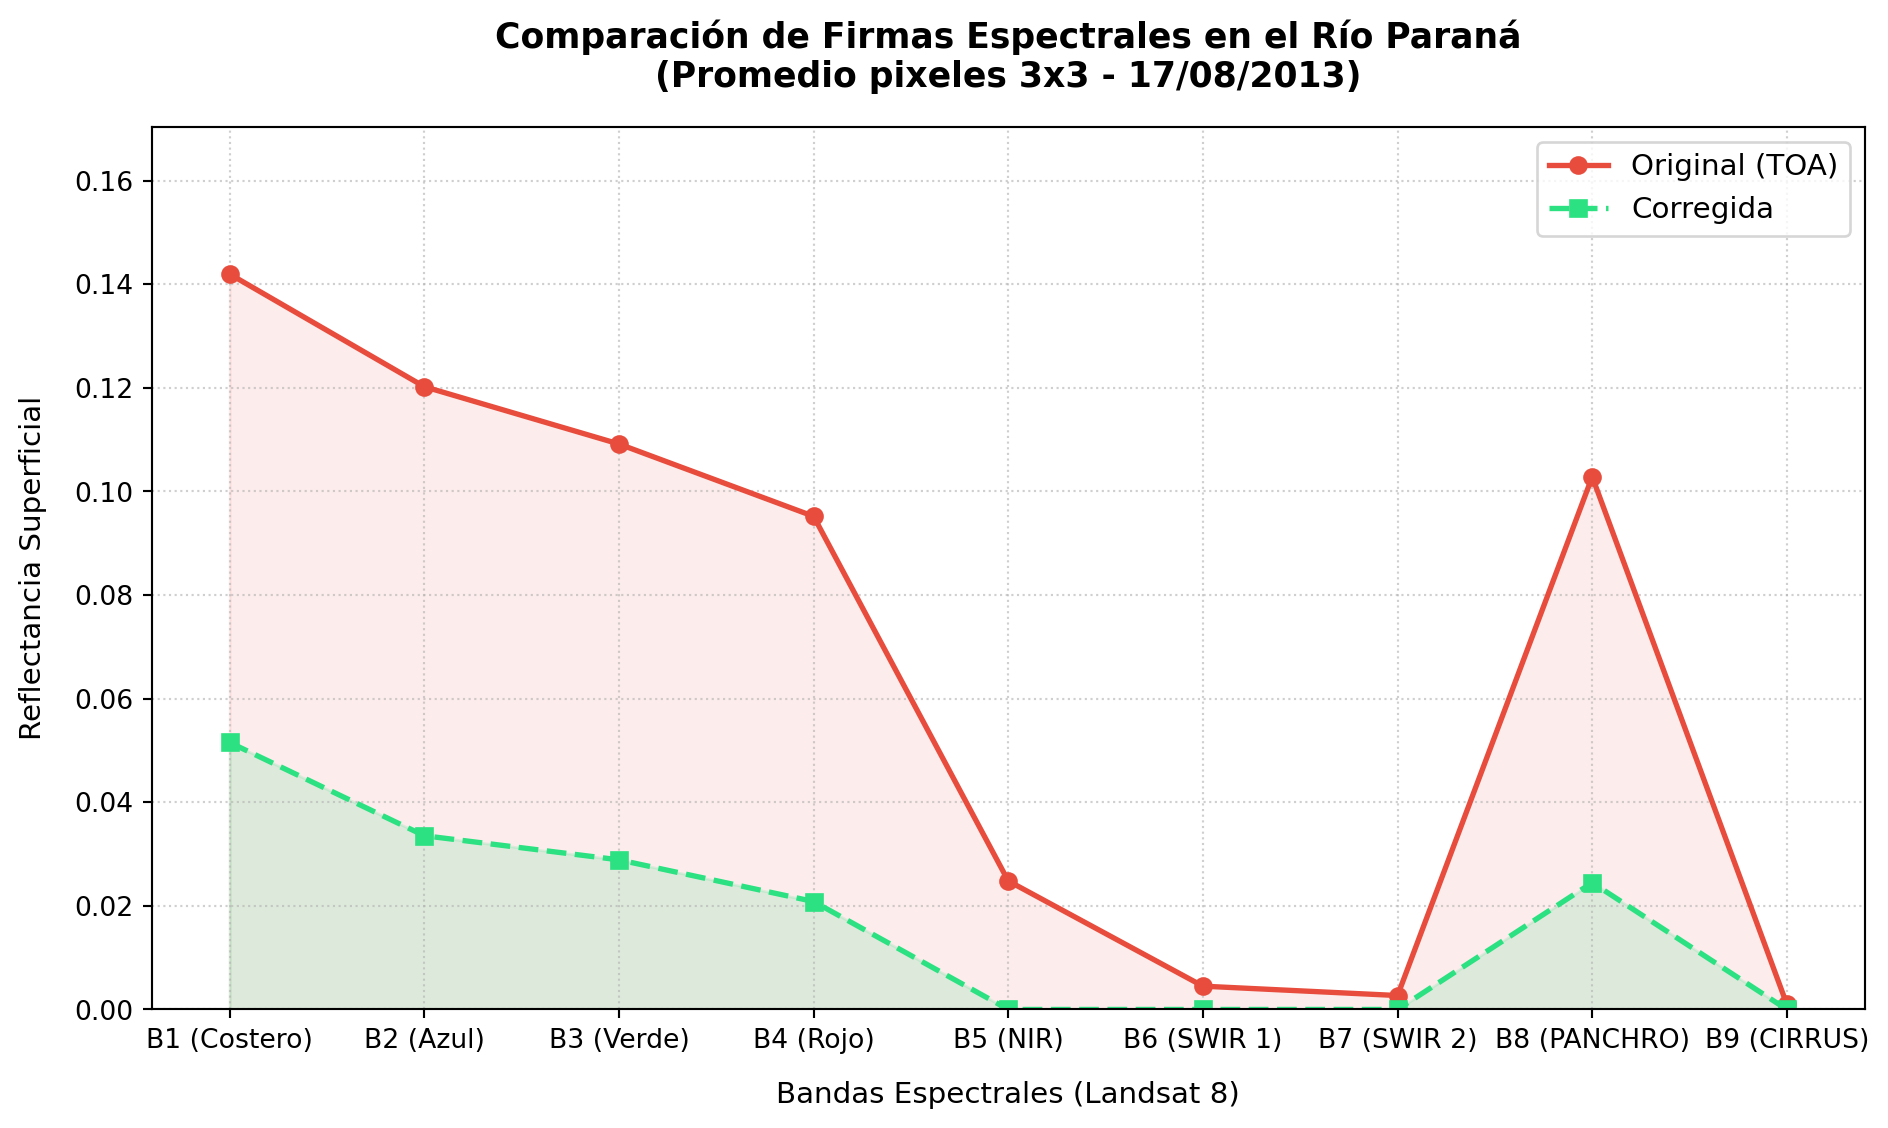 Comparación de Firmas Espectrales en el Río Paraná
(Promedio pixeles 3x3 - 17/08/2013)
Original (TOA)
Corregida
Reflectancia Superficial
0.16
0.14
0.12
0.10
0.08
0.06
0.04
0.02
0.00
B1 (Costero) B2 (Azul) B3 (Verde) B4 (Rojo) B5 (NIR) B6 (SWIR 1) B7 (SWIR 2) B8 (PANCHRO) B9 (CIRRUS)
Bandas Espectrales (Landsat 8)